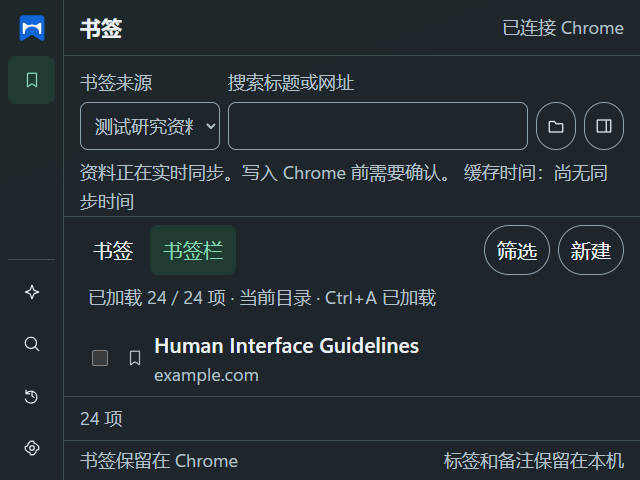 书签
已连接 Chrome
书签来源
搜索标题或网址
测试研究资料
资料正在实时同步。写入 Chrome 前需要确认。 缓存时间：尚无同
步时间
书签
书签栏
筛选
新建
已加载 24 / 24 项 · 当前目录 · Ctrl+A 已加载
Human Interface Guidelines
example.com
24 项
书签保留在 Chrome
标签和备注保留在本机